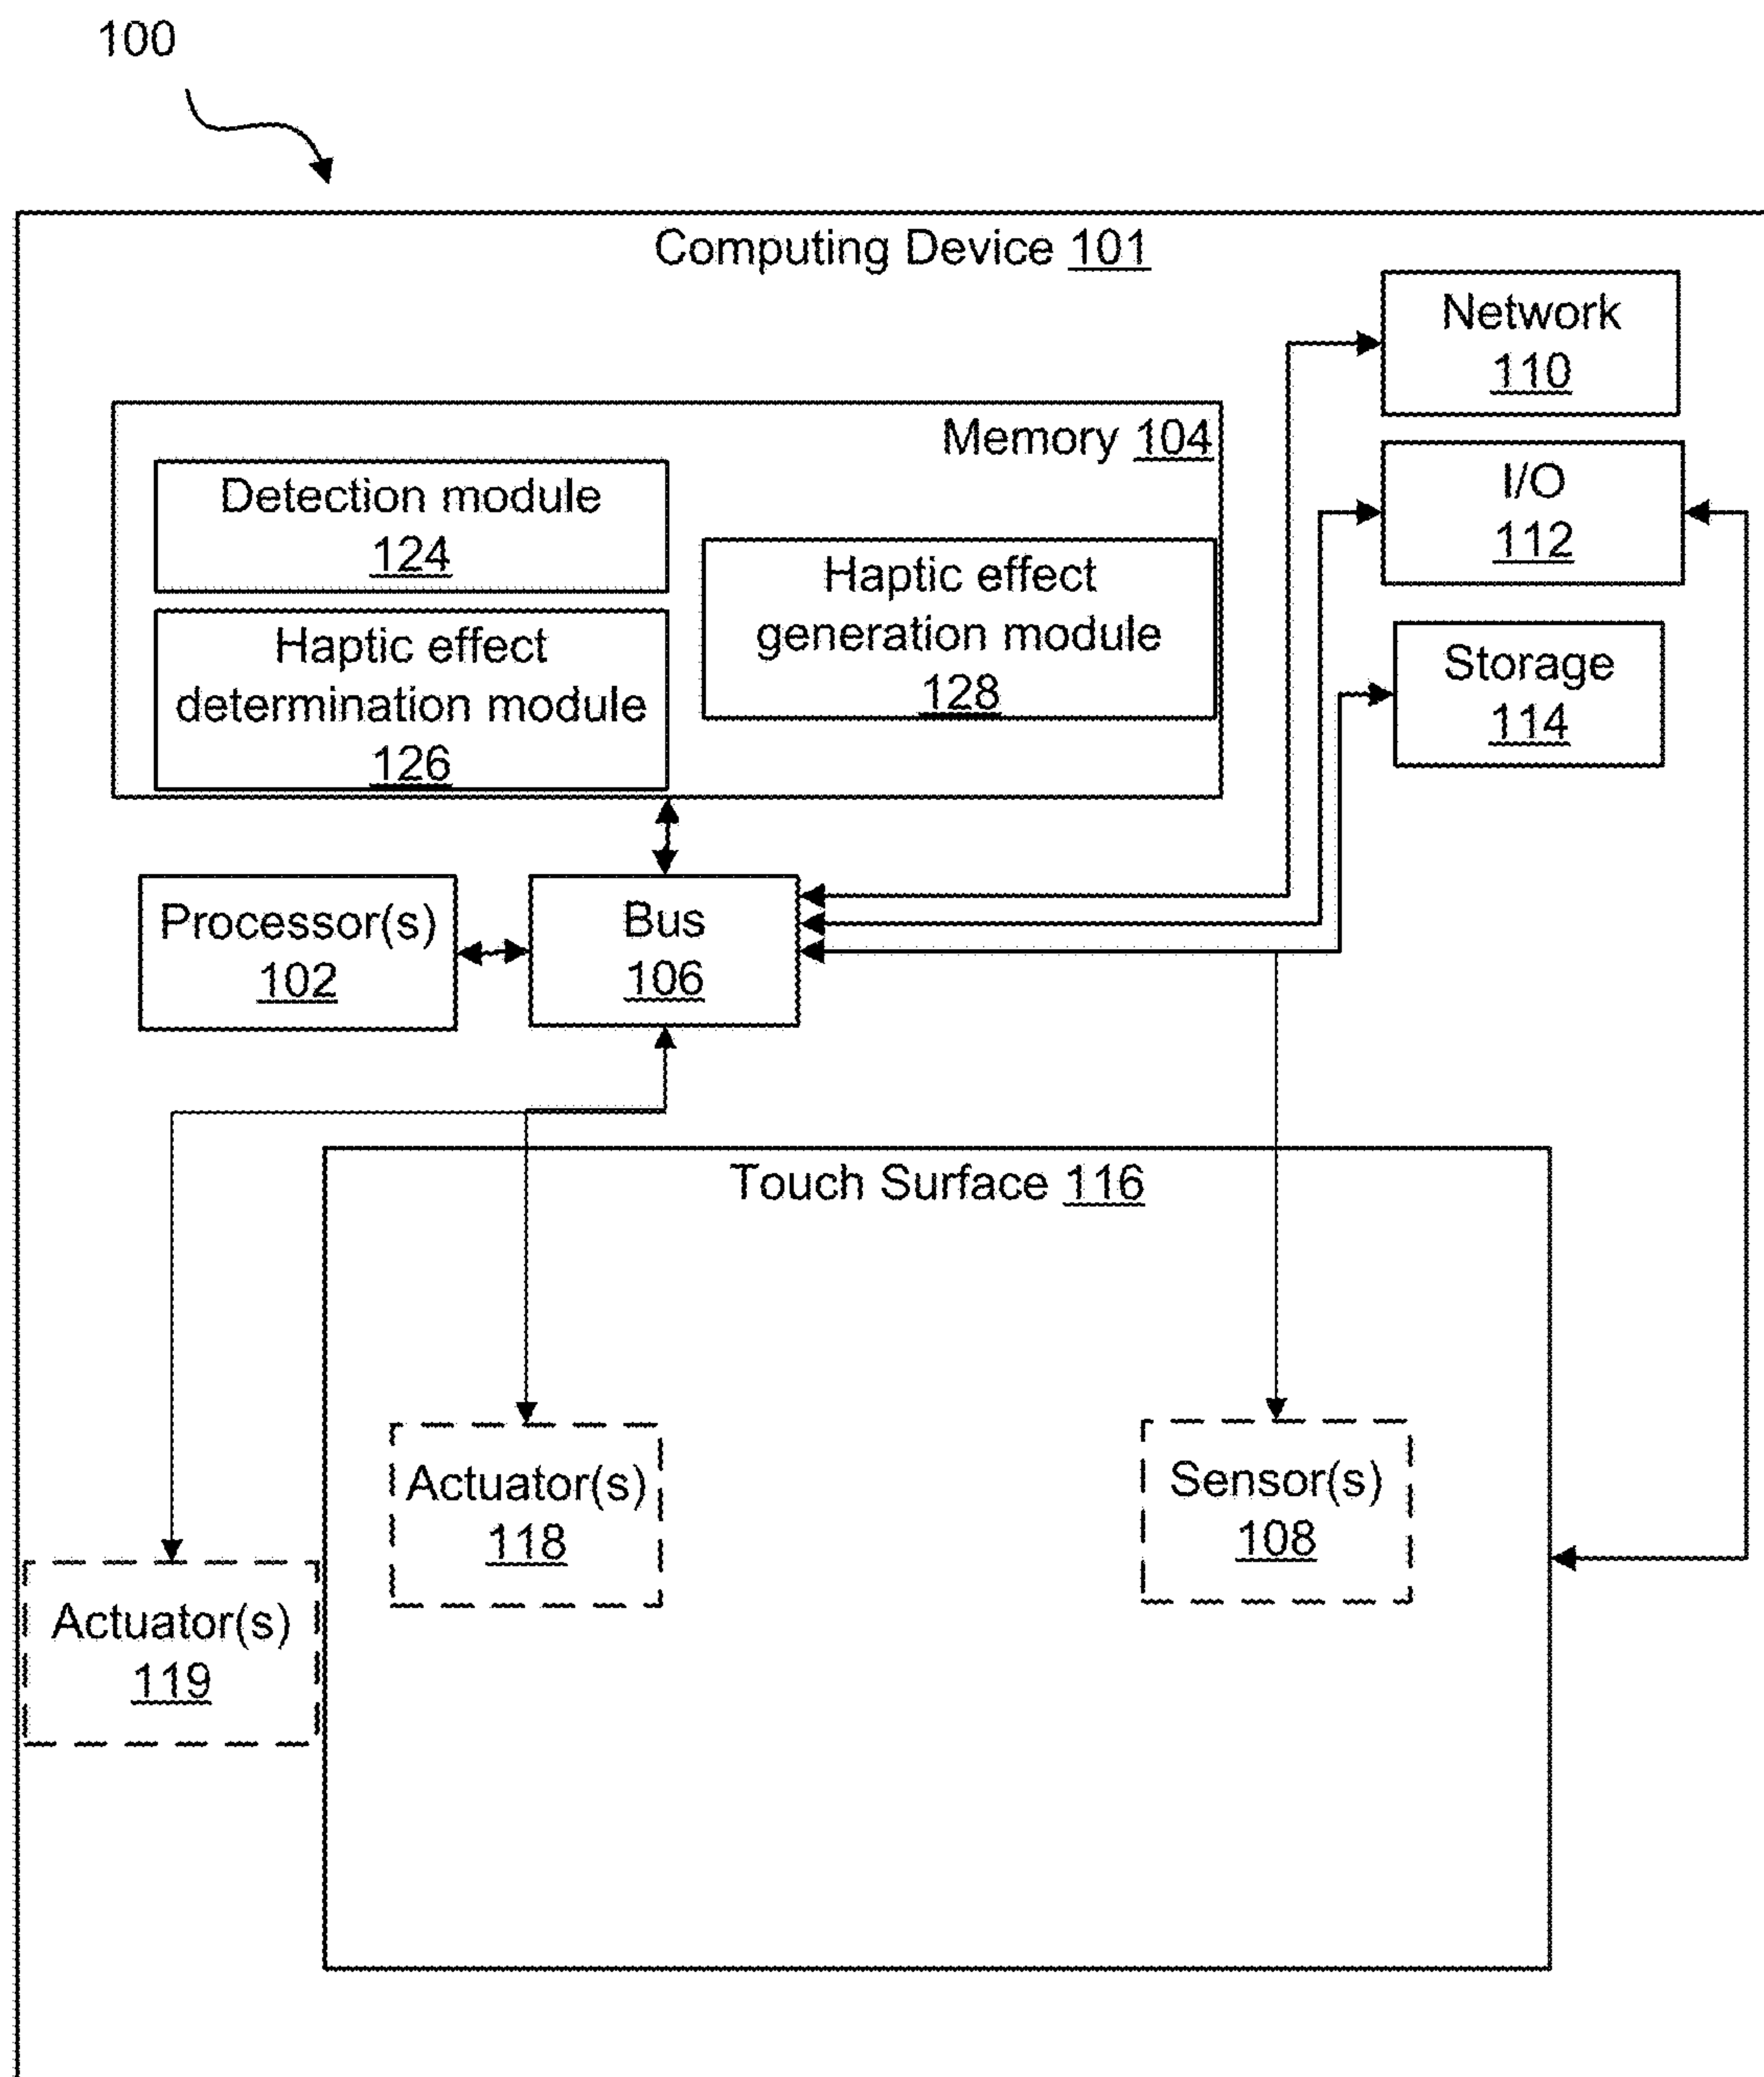 100
Computing Device 101
Network
110
Memory 104
Detection module
124
I/O
112
Haptic effect
generation module
128
Haptic effect
determination module
126
Storage
114
Processor(s)
102
Bus
106
Touch Surface 116
Actuator(s)
118
Sensor(s)
108
Actuator(s)
119